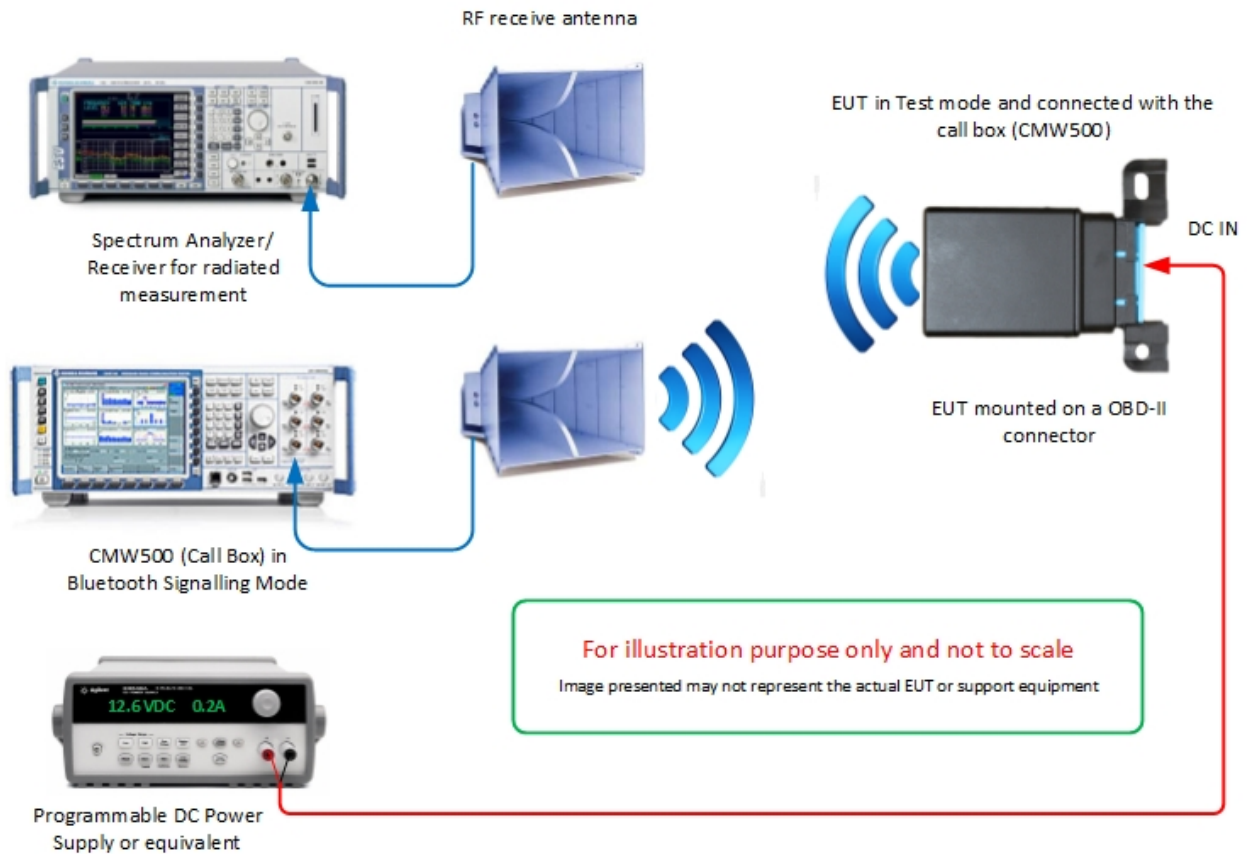 RF receive antenna
EUT in Test mode and connected with the
call box (CMW500)
DC IN
Spectrum Analyzer/
Receiver for radiated
measurement
EUT mounted on a OBD-II
connector
CMW500 (Call Box) in
Bluetooth Signalling Mode
For illustration purpose only and not to scale
Image presented may not represent the actual EUT or support equipment
Agilent
12.6VDC 0.2A
Programmable DC Power
Supply or equivalent